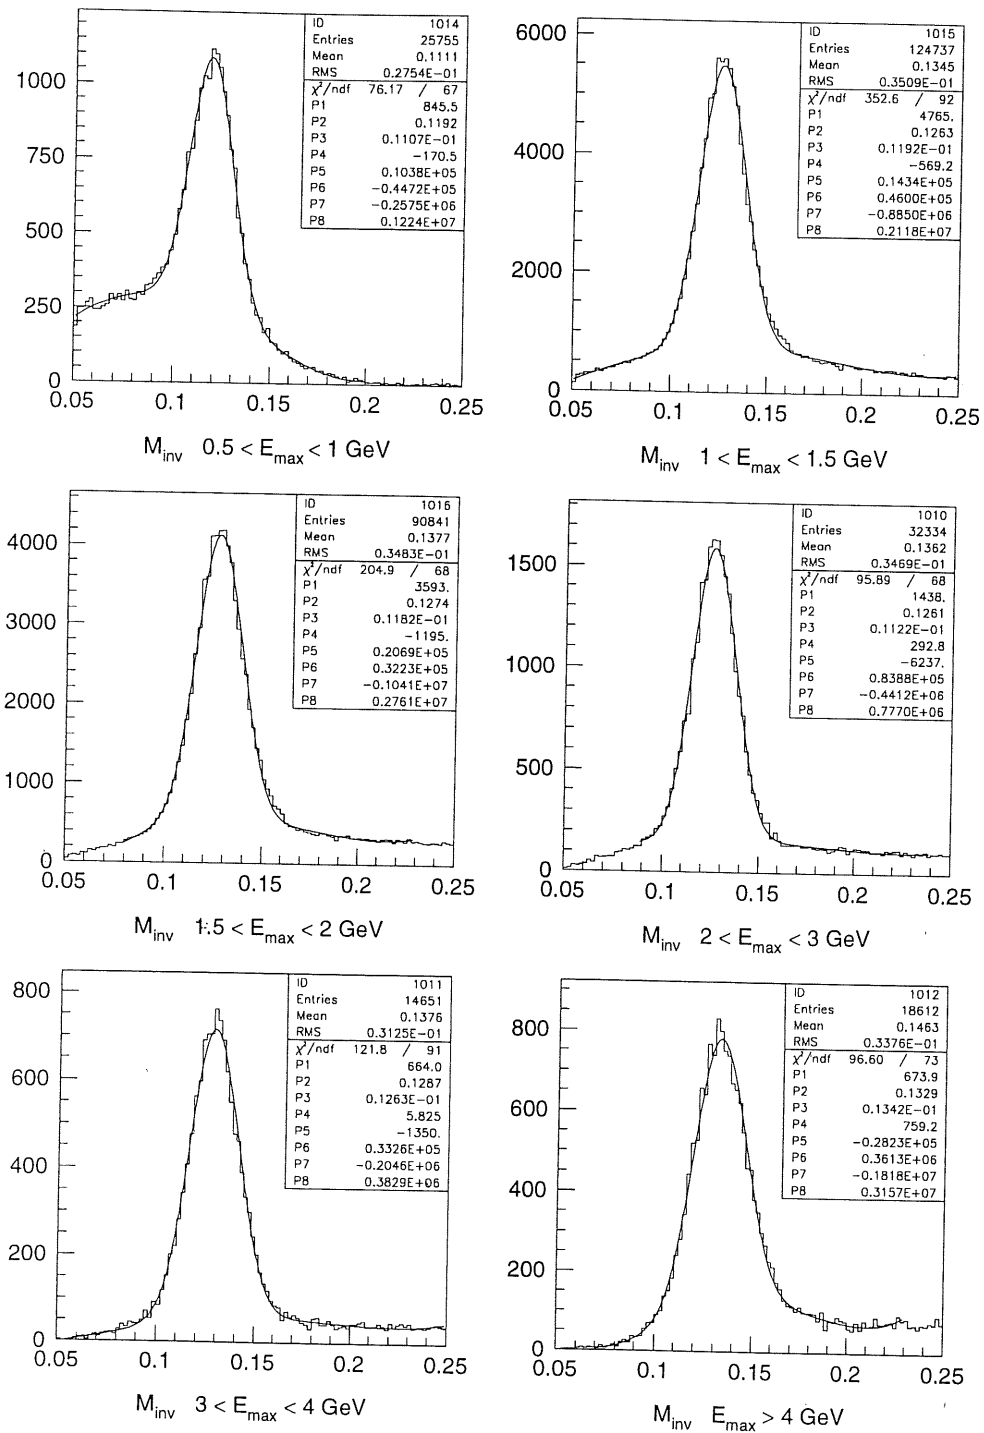 ID 1014
Entries 25755
Mean 0.1111
RMS 0.2754E-01
χ²/ndf 76.17 / 67
P1 845.5
P2 0.1192
P3 0.1107E-01
P4 -170.5
P5 0.1038E+05
P6 -0.4472E+05
P7 -0.2575E+06
P8 0.1224E+07
1000
750
500
250
0
0.05 0.1 0.15 0.2 0.25
M_inv 0.5 < E_max < 1 GeV
ID 1015
Entries 124737
Mean 0.1345
RMS 0.3509E-01
χ²/ndf 352.6 / 92
P1 4765.
P2 0.1263
P3 0.1192E-01
P4 -569.2
P5 0.1434E+05
P6 0.4600E+05
P7 -0.8850E+06
P8 0.2118E+07
6000
4000
2000
0
0.05 0.1 0.15 0.2 0.25
M_inv 1 < E_max < 1.5 GeV
ID 1016
Entries 90841
Mean 0.1377
RMS 0.3483E-01
χ²/ndf 204.9 / 68
P1 3593.
P2 0.1274
P3 0.1182E-01
P4 -1195.
P5 0.2069E+05
P6 0.3223E+05
P7 -0.1041E+07
P8 0.2761E+07
4000
3000
2000
1000
0
0.05 0.1 0.15 0.2 0.25
M_inv 1.5 < E_max < 2 GeV
ID 1010
Entries 32334
Mean 0.1362
RMS 0.3469E-01
χ²/ndf 95.89 / 68
P1 1438.
P2 0.1261
P3 0.1122E-01
P4 292.8
P5 -6237.
P6 0.8388E+05
P7 -0.4412E+06
P8 0.7770E+06
1500
1000
500
0
0.05 0.1 0.15 0.2 0.25
M_inv 2 < E_max < 3 GeV
ID 1011
Entries 14651
Mean 0.1376
RMS 0.3125E-01
χ²/ndf 121.8 / 91
P1 664.0
P2 0.1287
P3 0.1263E-01
P4 5.825
P5 -1350.
P6 0.3326E+05
P7 -0.2046E+06
P8 0.3829E+06
800
600
400
200
0
0.05 0.1 0.15 0.2 0.25
M_inv 3 < E_max < 4 GeV
ID 1012
Entries 18612
Mean 0.1463
RMS 0.3376E-01
χ²/ndf 96.60 / 73
P1 673.9
P2 0.1329
P3 0.1342E-01
P4 759.2
P5 -0.2823E+05
P6 0.3613E+06
P7 -0.1818E+07
P8 0.3157E+07
800
600
400
200
0
0.05 0.1 0.15 0.2 0.25
M_inv E_max > 4 GeV